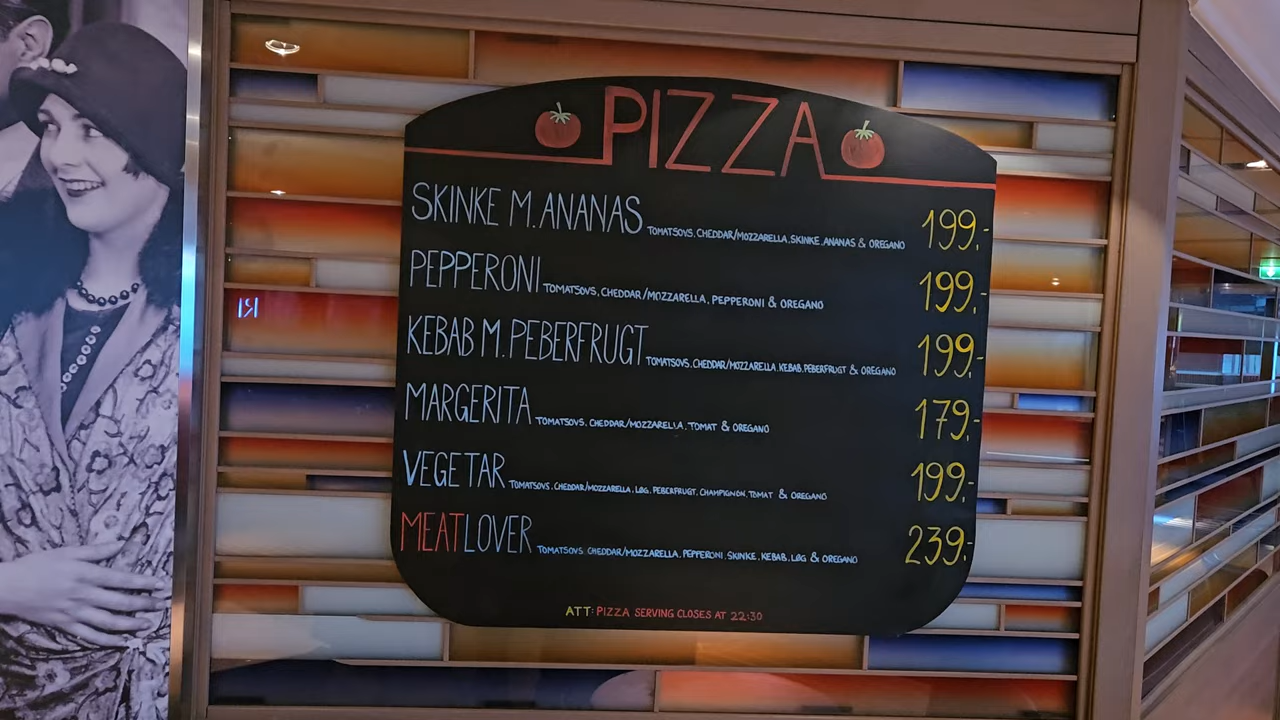 PIZZA
SKINKE M. ANANAS TOMATSOVS, CHEDDAR/MOZZARELLA, SKINKE, ANANAS & OREGANO 199,-
PEPPERONI TOMATSOVS, CHEDDAR/MOZZARELLA, PEPPERONI & OREGANO 199,-
KEBAB M. PEBERFRUGT TOMATSOVS, CHEDDAR/MOZZARELLA, KEBAB, PEBERFRUGT & OREGANO 199,-
MARGERITA TOMATSOVS, CHEDDAR/MOZZARELLA, TOMAT & OREGANO 179,-
VEGETAR TOMATSOVS, CHEDDAR/MOZZARELLA, LØG, PEBERFRUGT, CHAMPIGNON, TOMAT & OREGANO 199,-
MEATLOVER TOMATSOVS, CHEDDAR/MOZZARELLA, PEPPERONI, SKINKE, KEBAB, LØG & OREGANO 239,-
ATT: PIZZA SERVING CLOSES AT 22:30